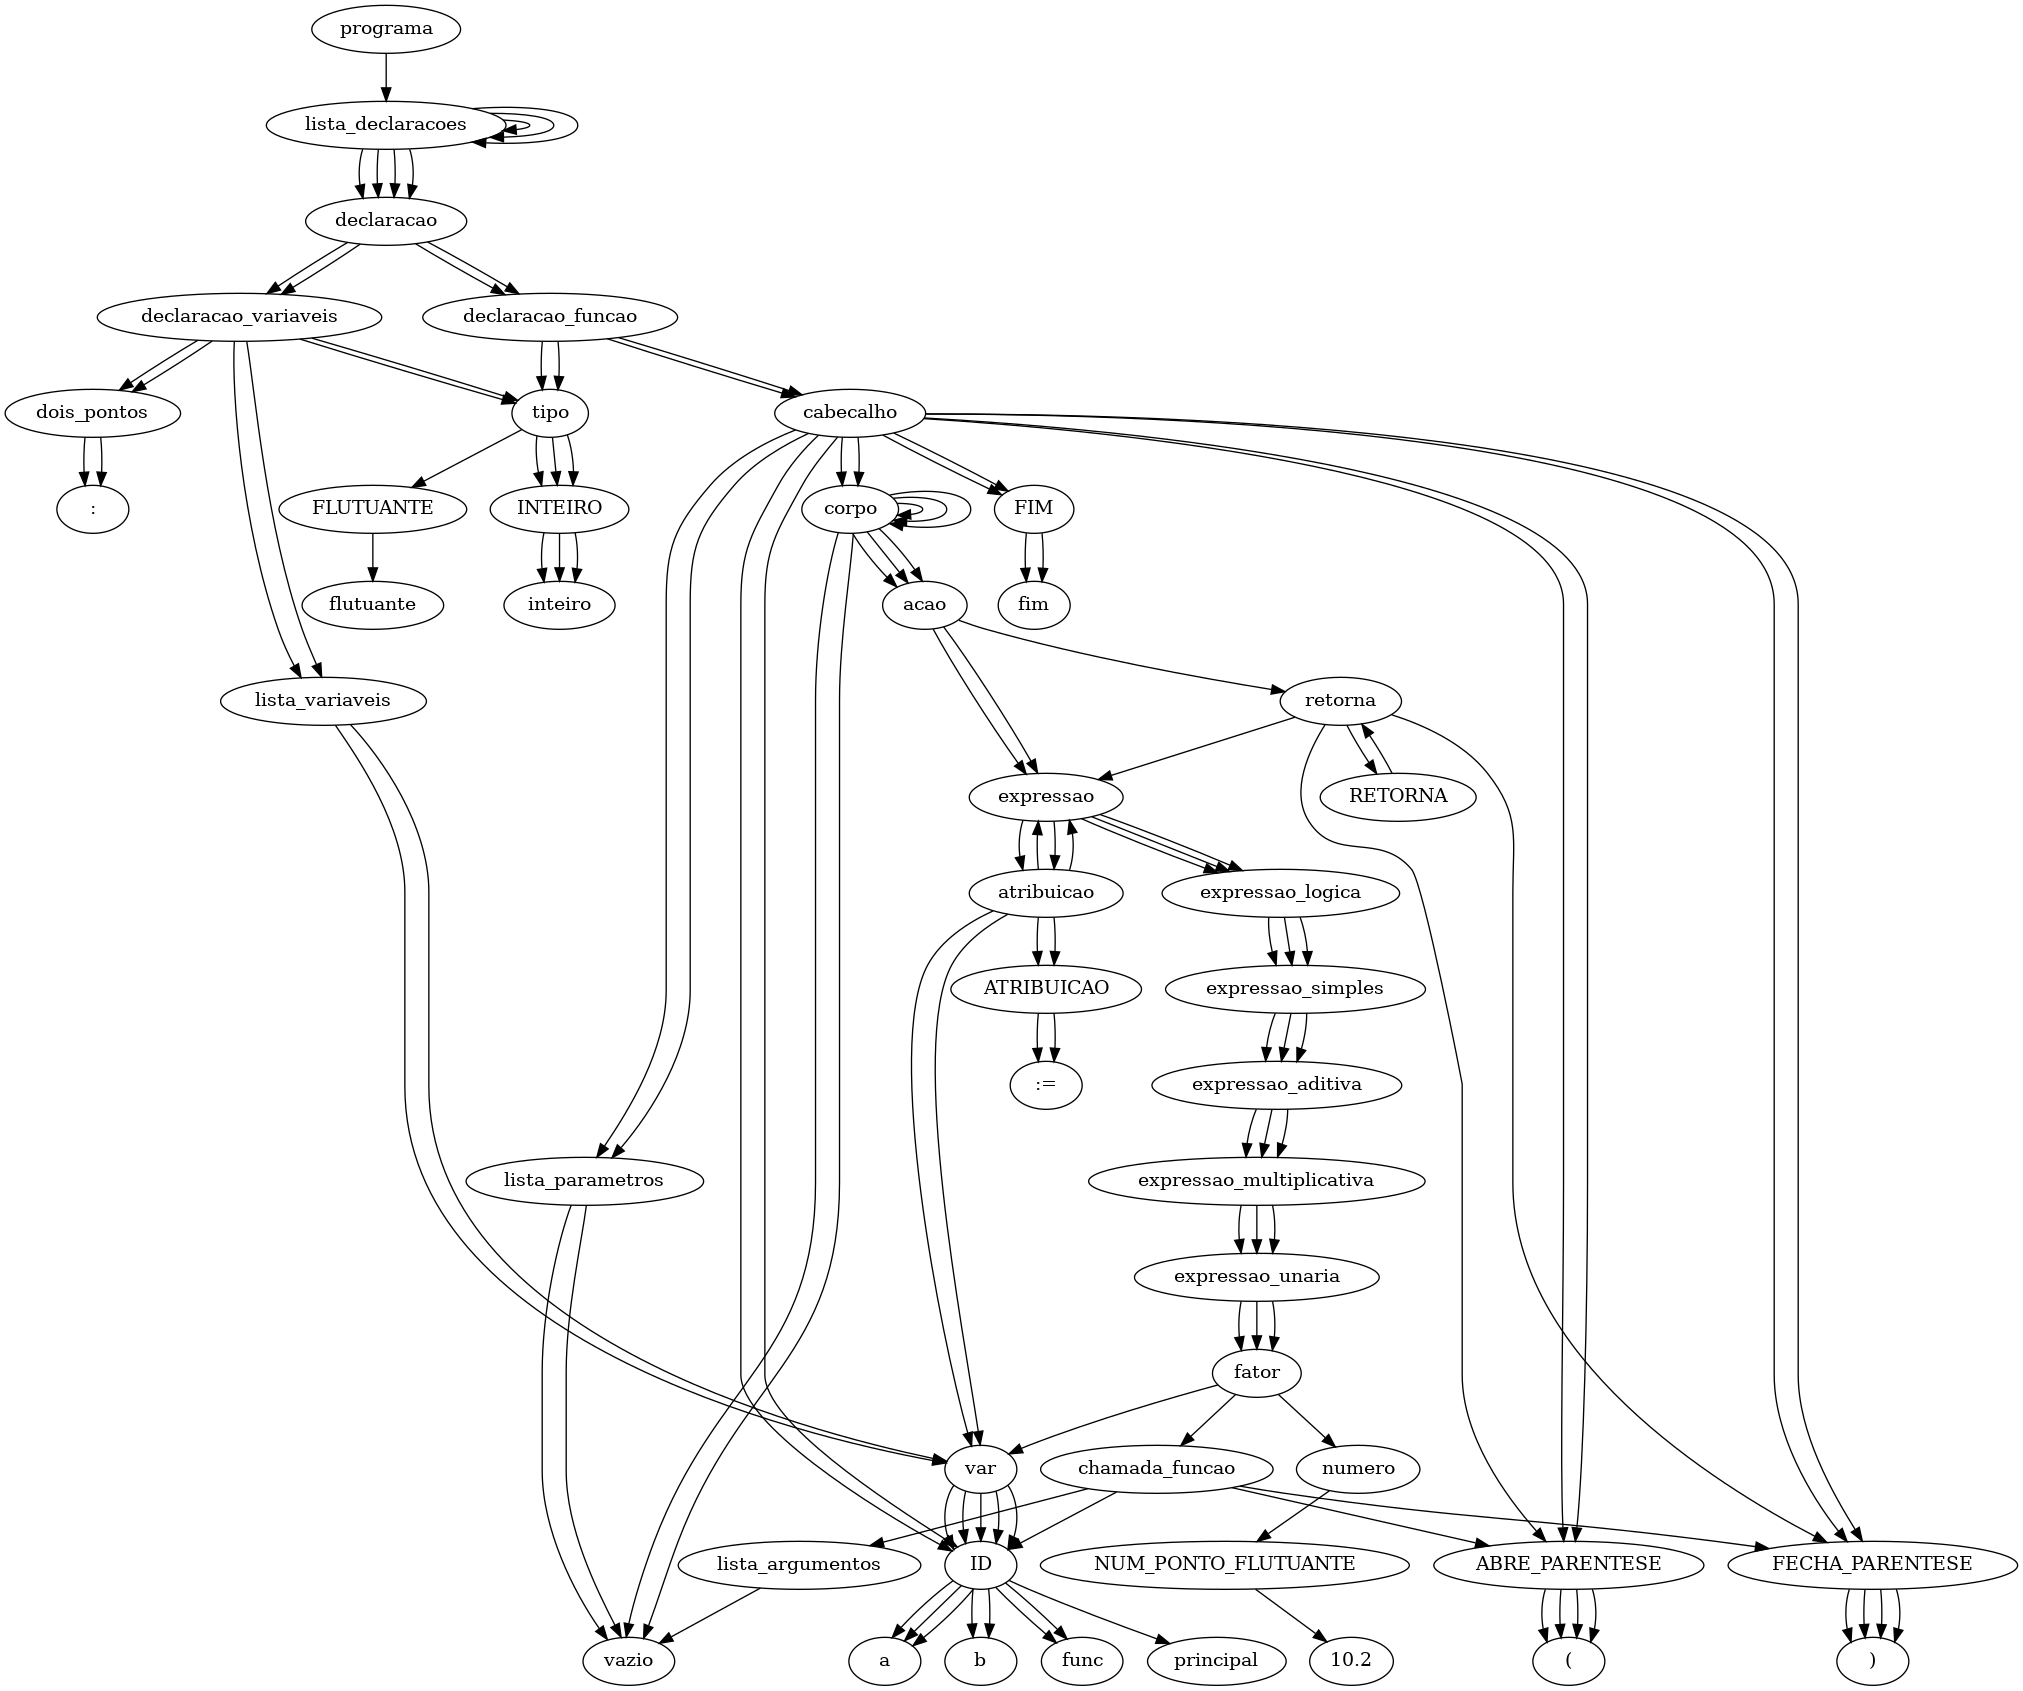 programa
lista_declaracoes
declaracao
declaracao_variaveis
declaracao_funcao
dois_pontos
tipo
cabecalho
:
FLUTUANTE
INTEIRO
corpo
FIM
flutuante
inteiro
acao
fim
lista_variaveis
retorna
expressao
RETORNA
atribuicao
expressao_logica
ATRIBUICAO
expressao_simples
:=
expressao_aditiva
lista_parametros
expressao_multiplicativa
expressao_unaria
fator
var
chamada_funcao
numero
lista_argumentos
ID
NUM_PONTO_FLUTUANTE
ABRE_PARENTESE
FECHA_PARENTESE
vazio
a
b
func
principal
10.2
(
)